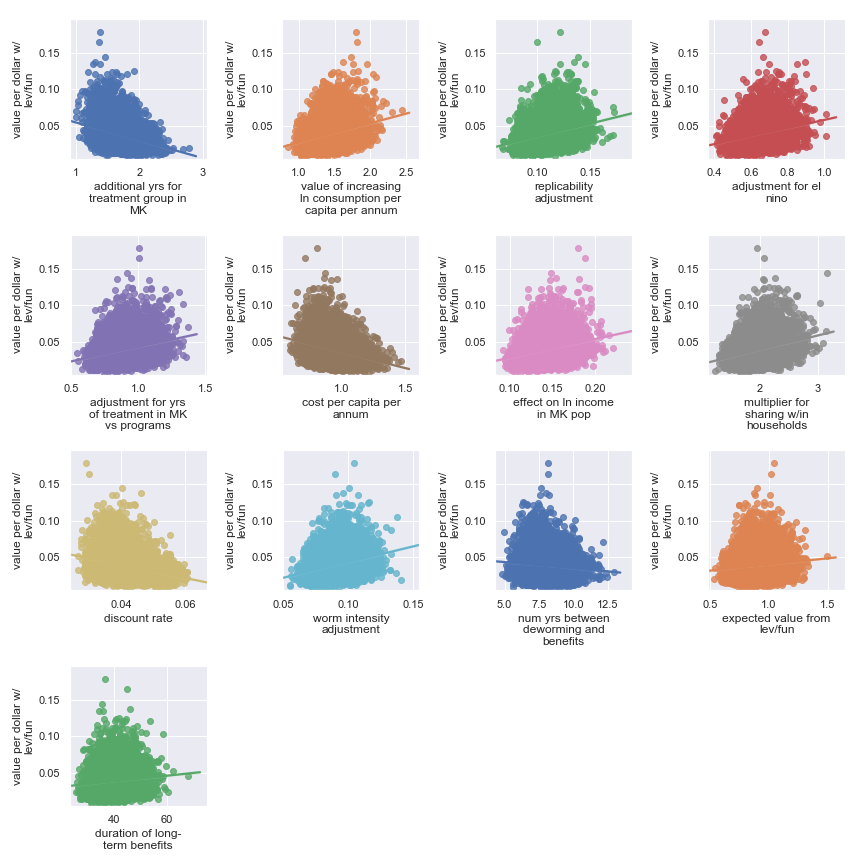 value per dollar w/
lev/fun
0.15
0.10
0.05
1
2
3
additional yrs for
treatment group in
MK
value per dollar w/
lev/fun
0.15
0.10
0.05
1.0
1.5
2.0
2.5
value of increasing
ln consumption per
capita per annum
value per dollar w/
lev/fun
0.15
0.10
0.05
0.10
0.15
replicability
adjustment
value per dollar w/
lev/fun
0.15
0.10
0.05
0.4
0.6
0.8
1.0
adjustment for el
nino
value per dollar w/
lev/fun
0.15
0.10
0.05
0.5
1.0
1.5
adjustment for yrs
of treatment in MK
vs programs
value per dollar w/
lev/fun
0.15
0.10
0.05
1.0
1.5
cost per capita per
annum
value per dollar w/
lev/fun
0.15
0.10
0.05
0.10
0.15
0.20
effect on ln income
in MK pop
value per dollar w/
lev/fun
0.15
0.10
0.05
2
3
multiplier for
sharing w/in
households
value per dollar w/
lev/fun
0.15
0.10
0.05
0.04
0.06
discount rate
value per dollar w/
lev/fun
0.15
0.10
0.05
0.05
0.10
0.15
worm intensity
adjustment
value per dollar w/
lev/fun
0.15
0.10
0.05
5.0
7.5
10.0
12.5
num yrs between
deworming and
benefits
value per dollar w/
lev/fun
0.15
0.10
0.05
0.5
1.0
1.5
expected value from
lev/fun
value per dollar w/
lev/fun
0.15
0.10
0.05
40
60
duration of long-
term benefits